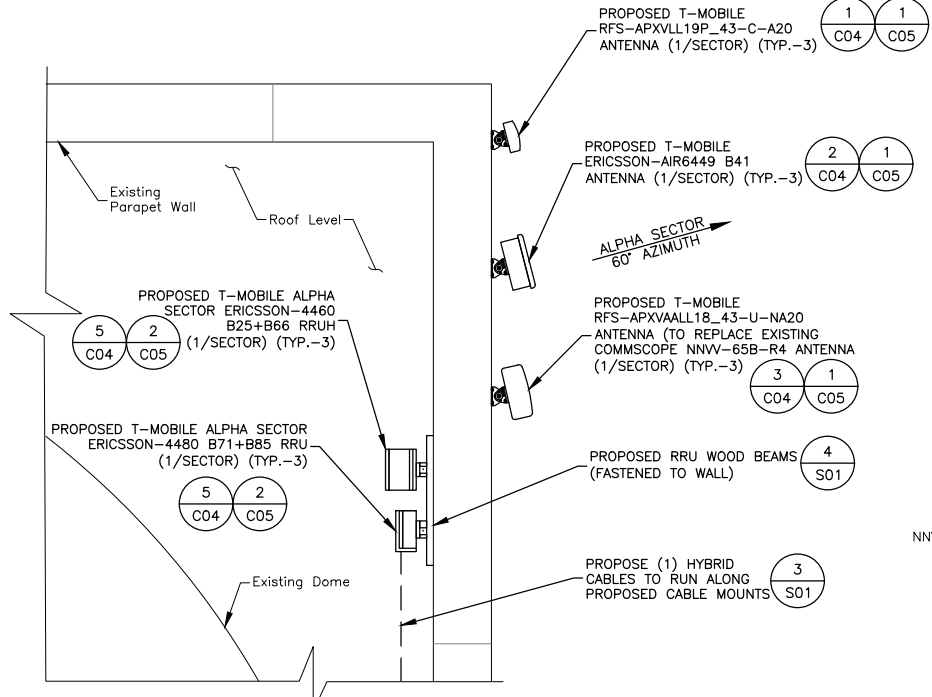 PROPOSED T-MOBILE
RFS-APXVLL19P_43-C-A20
ANTENNA (1/SECTOR) (TYP.-3)
1
C04
1
C05
PROPOSED T-MOBILE
ERICSSON-AIR6449 B41
ANTENNA (1/SECTOR) (TYP.-3)
2
C04
1
C05
Existing
Parapet Wall
Roof Level
ALPHA SECTOR
60° AZIMUTH
PROPOSED T-MOBILE ALPHA
SECTOR ERICSSON-4460
B25+B66 RRUH
(1/SECTOR) (TYP.-3)
5
C04
2
C05
PROPOSED T-MOBILE
RFS-APXVAALL18_43-U-NA20
ANTENNA (TO REPLACE EXISTING
COMMSCOPE NNVV-65B-R4 ANTENNA
(1/SECTOR) (TYP.-3)
3
C04
1
C05
PROPOSED T-MOBILE ALPHA SECTOR
ERICSSON-4480 B71+B85 RRU
(1/SECTOR) (TYP.-3)
5
C04
2
C05
PROPOSED RRU WOOD BEAMS
(FASTENED TO WALL)
4
S01
Existing Dome
PROPOSE (1) HYBRID
CABLES TO RUN ALONG
PROPOSED CABLE MOUNTS
3
S01